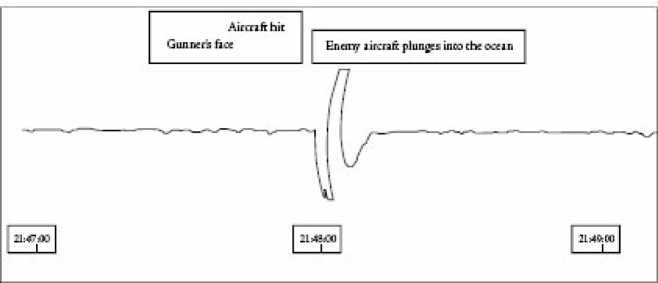 Aircraft hit
Gunner's face
Enemy aircraft plunges into the ocean
21:47:00
21:48:00
21:49:00